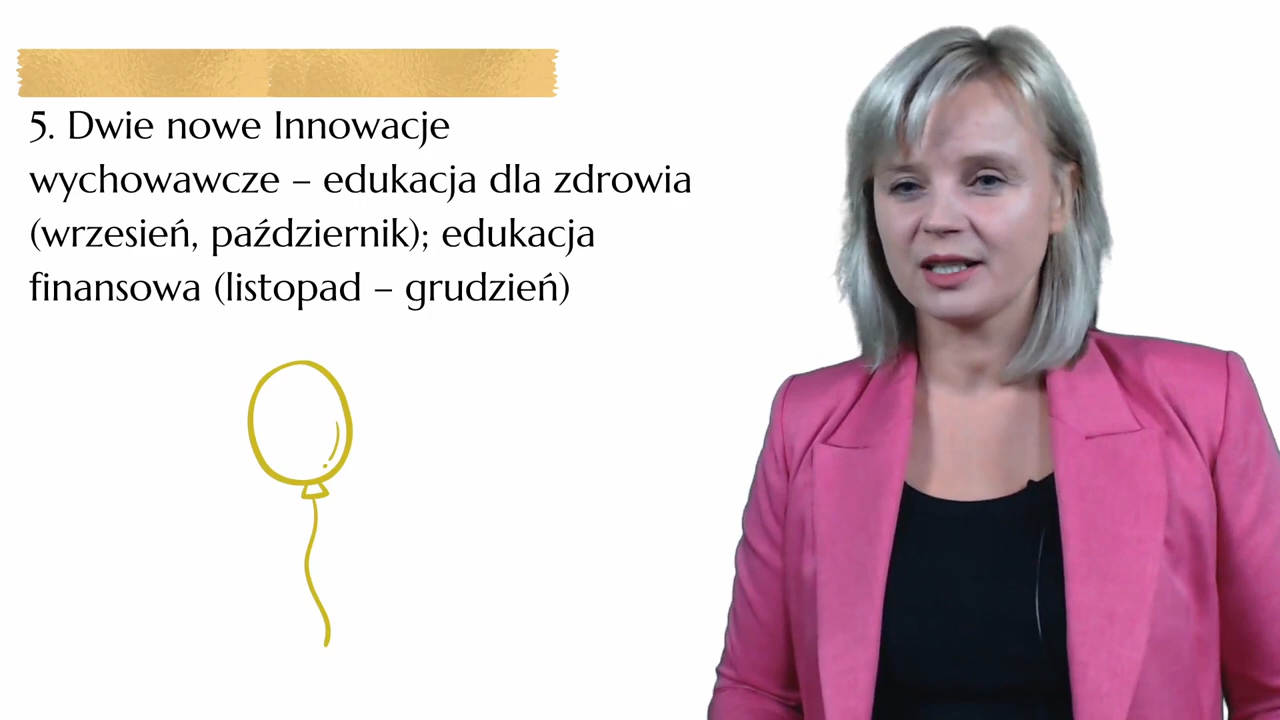 5. Dwie nowe Innowacje
wychowawcze – edukacja dla zdrowia
(wrzesień, październik); edukacja
finansowa (listopad – grudzień)